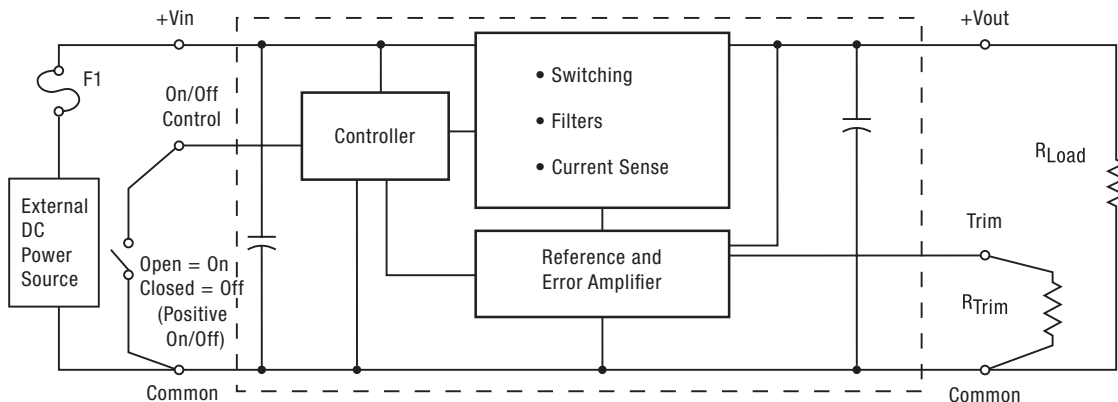 +Vin
+Vout
F1
On/Off
Control
Controller
• Switching
• Filters
• Current Sense
RLoad
External
DC
Power
Source
Open = On
Closed = Off
(Positive
On/Off)
Reference and
Error Amplifier
Trim
RTrim
Common
Common